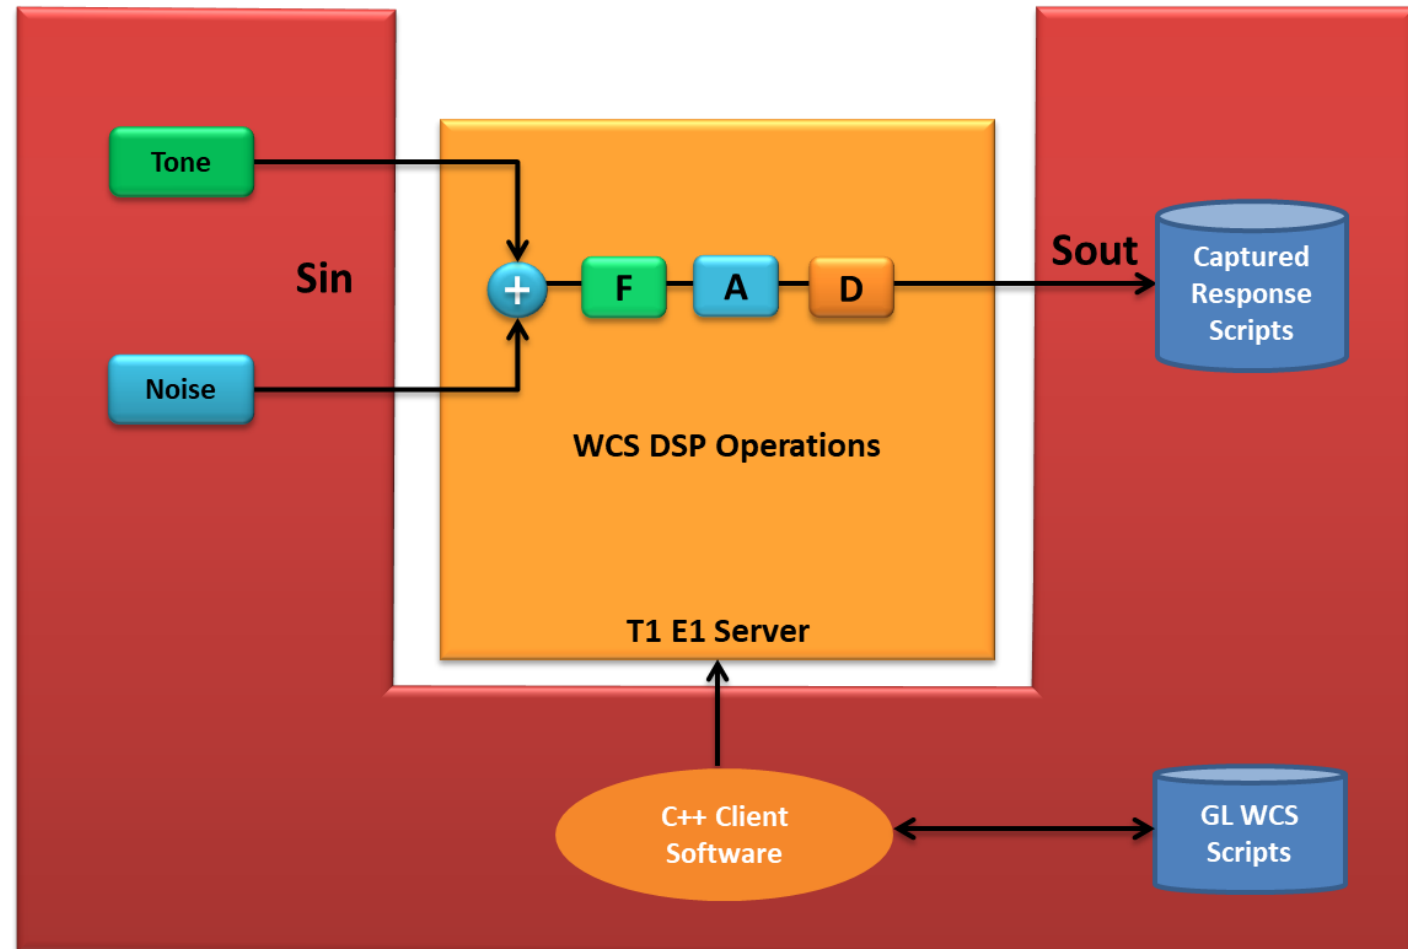 Tone
Sin
Noise
+
F
A
D
Sout
Captured
Response
Scripts
WCS DSP Operations
T1 E1 Server
C++ Client
Software
GL WCS
Scripts